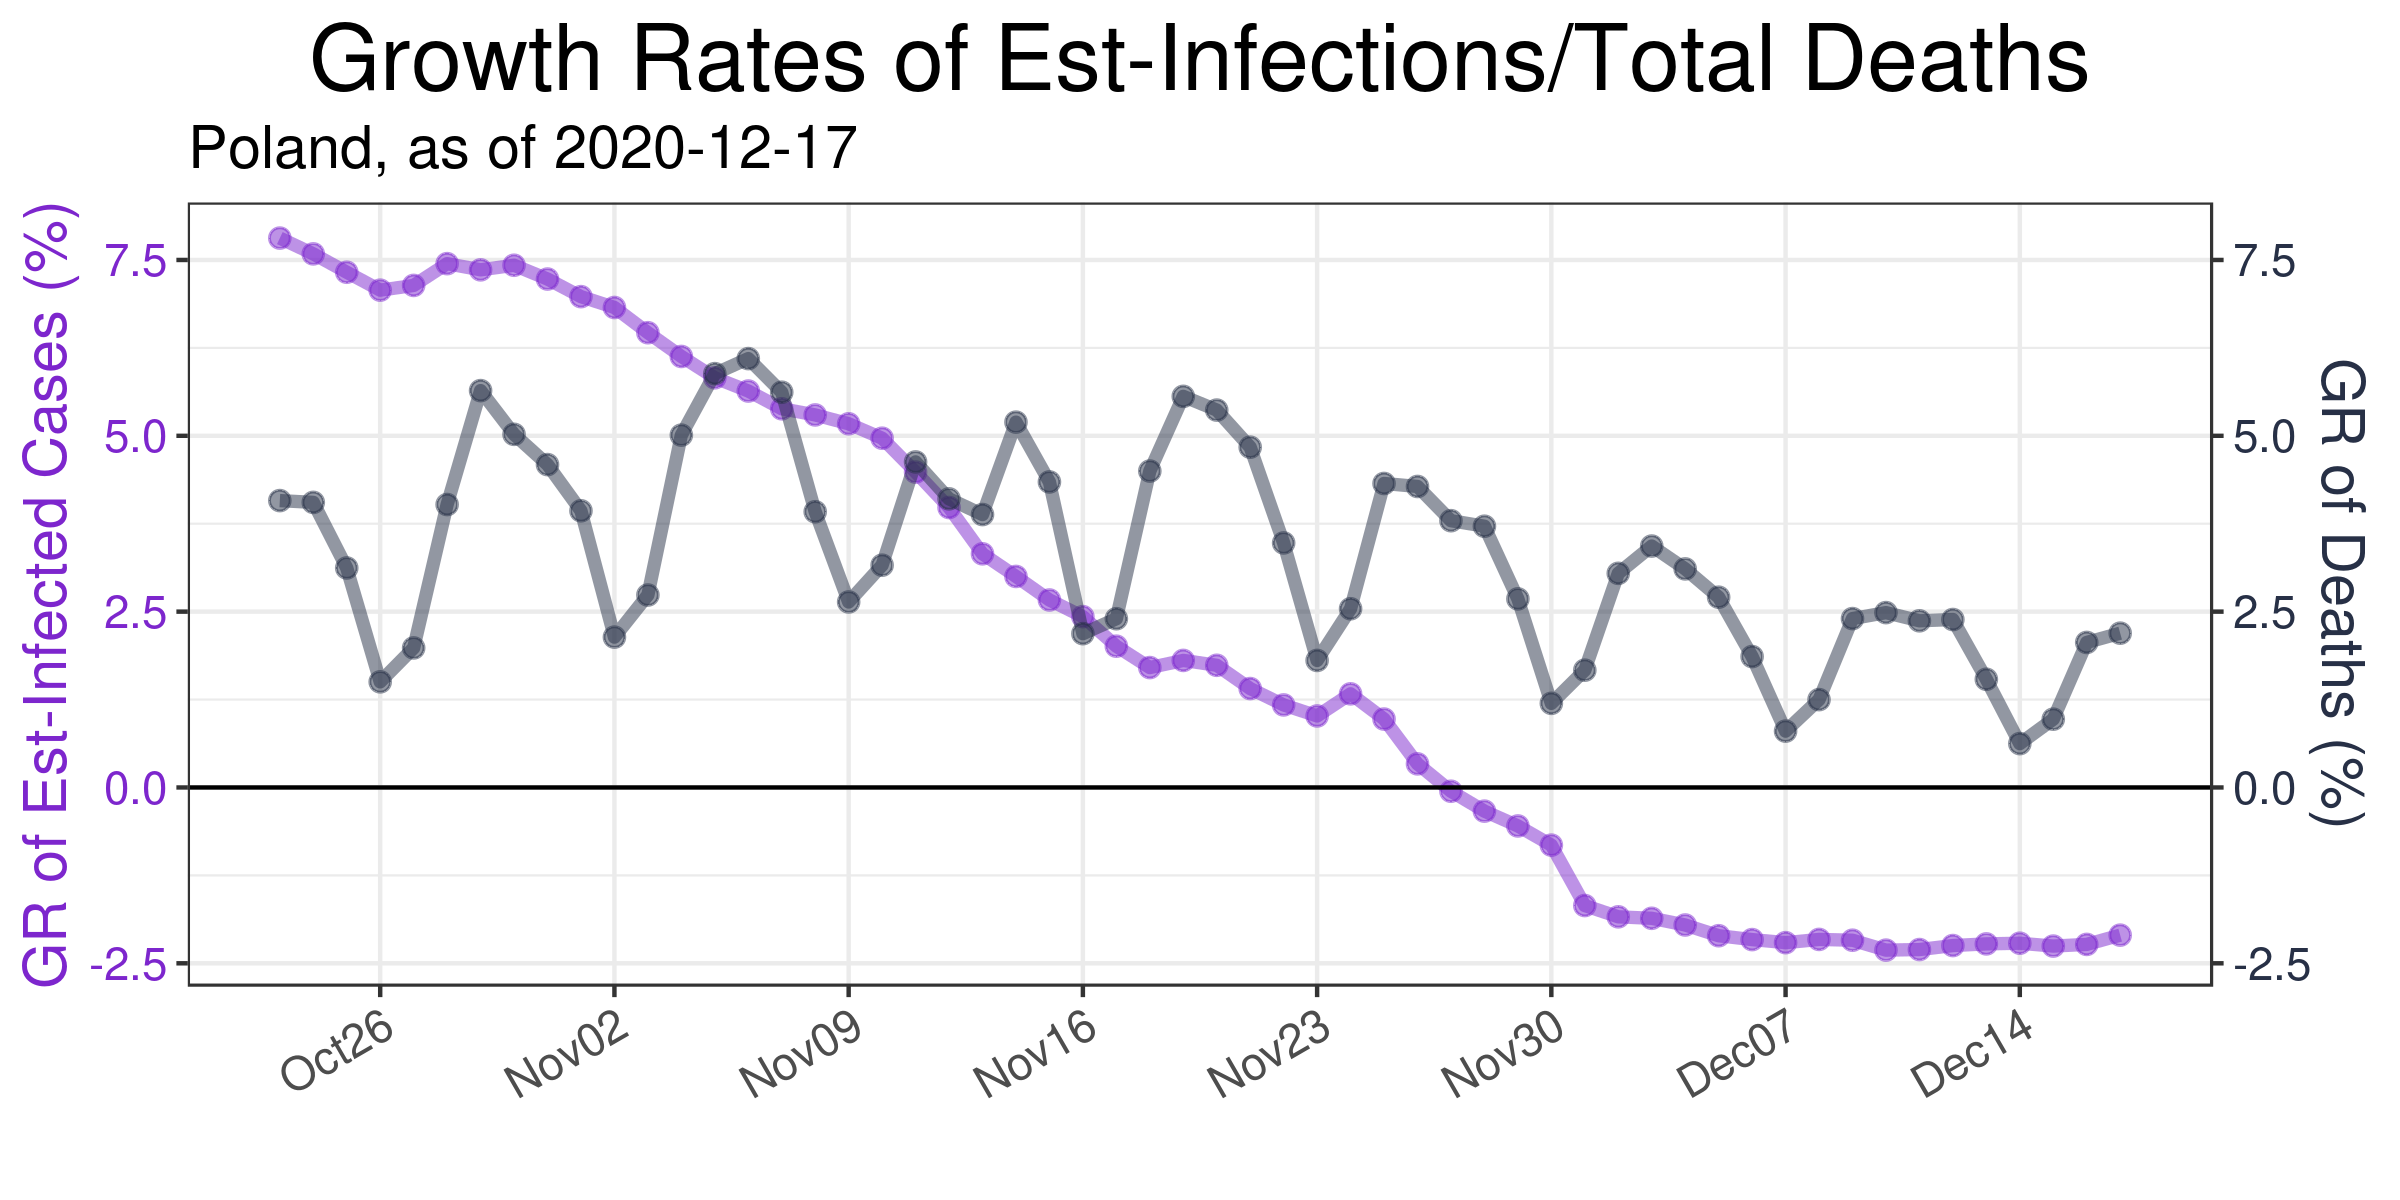 Growth Rates of Est-Infections/Total Deaths
Poland, as of 2020-12-17
GR of Est-Infected Cases (%)
7.5
5.0
2.5
0.0
-2.5
7.5
5.0
2.5
0.0
-2.5
GR of Deaths (%)
Oct26
Nov02
Nov09
Nov16
Nov23
Nov30
Dec07
Dec14